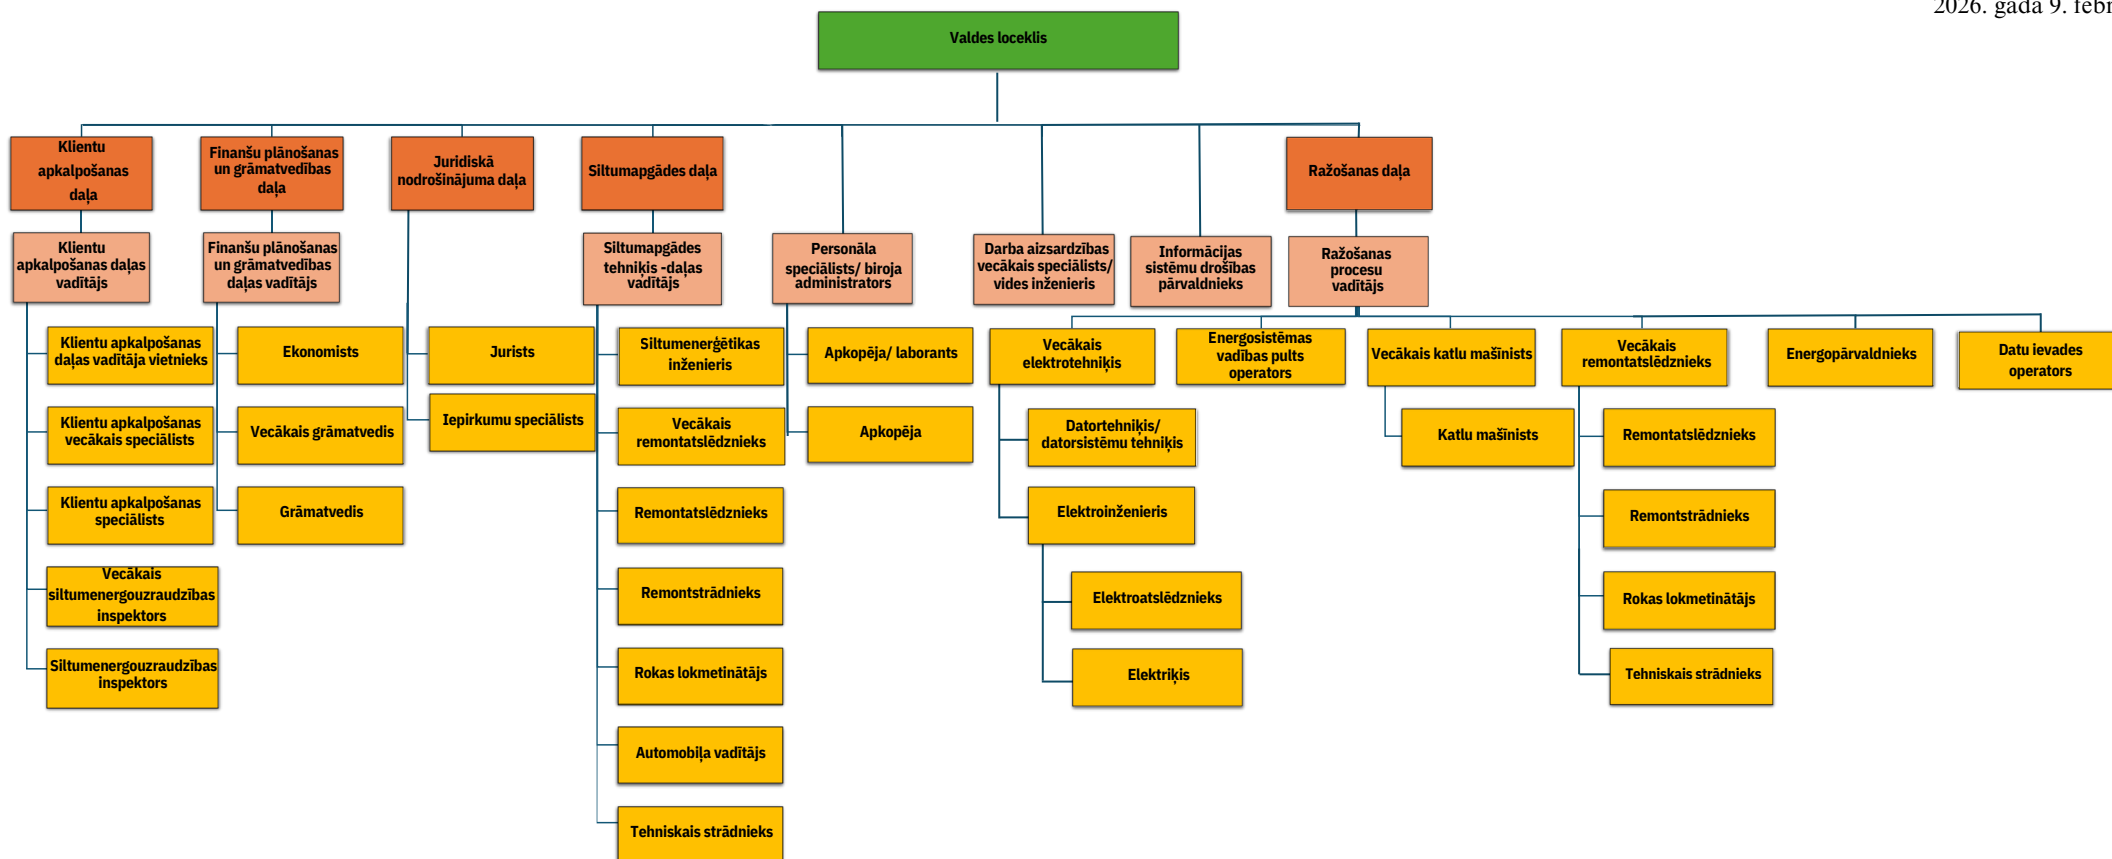 2026. gada 9. febr
Valdes loceklis
Klientu
apkalpošanas
daļa
Finanšu plānošanas
un grāmatvedības
daļa
Juridiskā
nodrošinājuma daļa
Siltumapgādes daļa
Ražošanas daļa
Klientu
apkalpošanas daļas
vadītājs
Finanšu plānošanas
un grāmatvedības
daļas vadītājs
Siltumapgādes
tehniķis -daļas
vadītājs
Personāla
speciālists/ biroja
administrators
Darba aizsardzības
vecākais speciālists/
vides inženieris
Informācijas
sistēmu drošības
pārvaldnieks
Ražošanas
procesu
vadītājs
Klientu apkalpošanas
daļas vadītāja vietnieks
Ekonomists
Jurists
Siltumenerģētikas
inženieris
Apkopēja/ laborants
Vecākais
elektrotehniķis
Energosistēmas
vadības pults
operators
Vecākais katlu mašīnists
Vecākais
remontatslēdznieks
Energopārvaldnieks
Datu ievades
operators
Klientu apkalpošanas
vecākais speciālists
Vecākais grāmatvedis
Iepirkumu speciālists
Vecākais
remontatslēdznieks
Apkopēja
Datortehniķis/
datorsistēmu tehniķis
Katlu mašīnists
Remontatslēdznieks
Klientu apkalpošanas
speciālists
Grāmatvedis
Remontatslēdznieks
Elektroinženieris
Remontstrādnieks
Vecākais
siltumenergouzraudzības
inspektors
Remontstrādnieks
Elektroatslēdznieks
Rokas lokmetinātājs
Siltumenergouzraudzības
inspektors
Rokas lokmetinātājs
Elektriķis
Tehniskais strādnieks
Automobiļa vadītājs
Tehniskais strādnieks